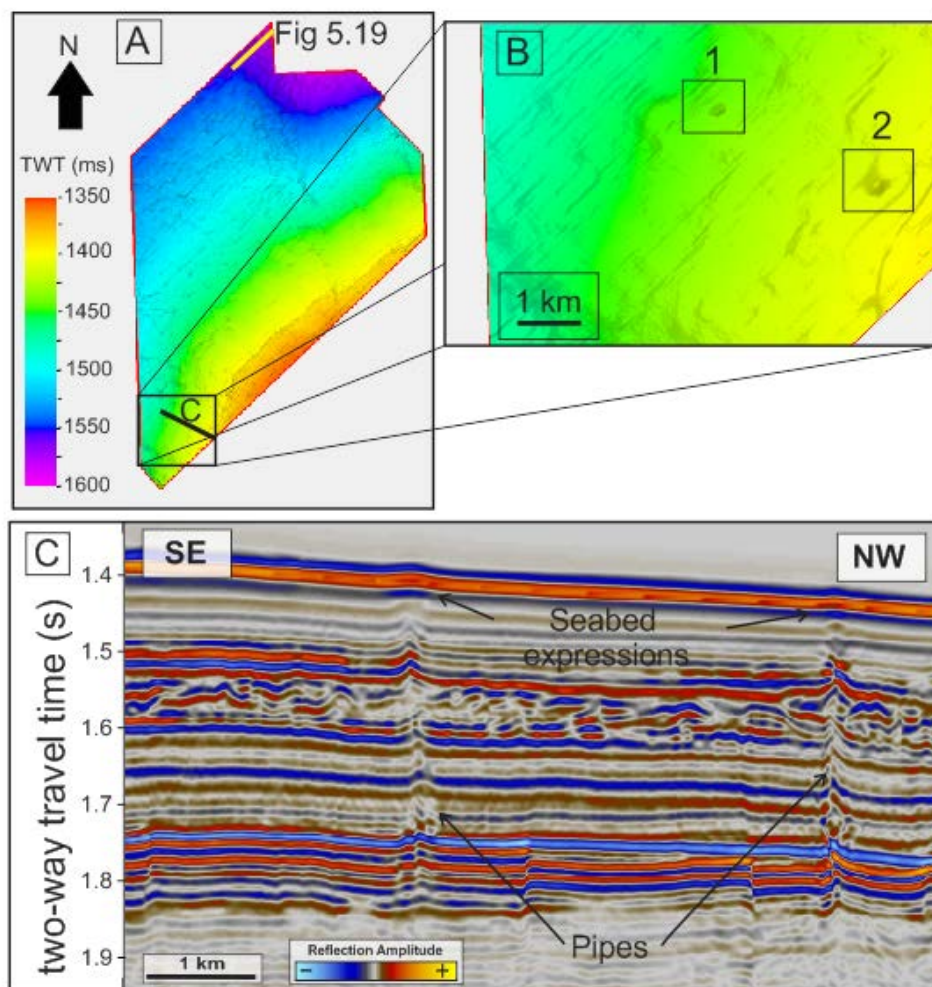 A
Fig 5.19
N
TWT (ms)
1350
1400
1450
1500
1550
1600
C
B
1
2
1 km
C
SE
NW
Seabed
expressions
Pipes
two-way travel time (s)
1.4
1.5
1.6
1.7
1.8
1.9
1 km
Reflection Amplitude
- +